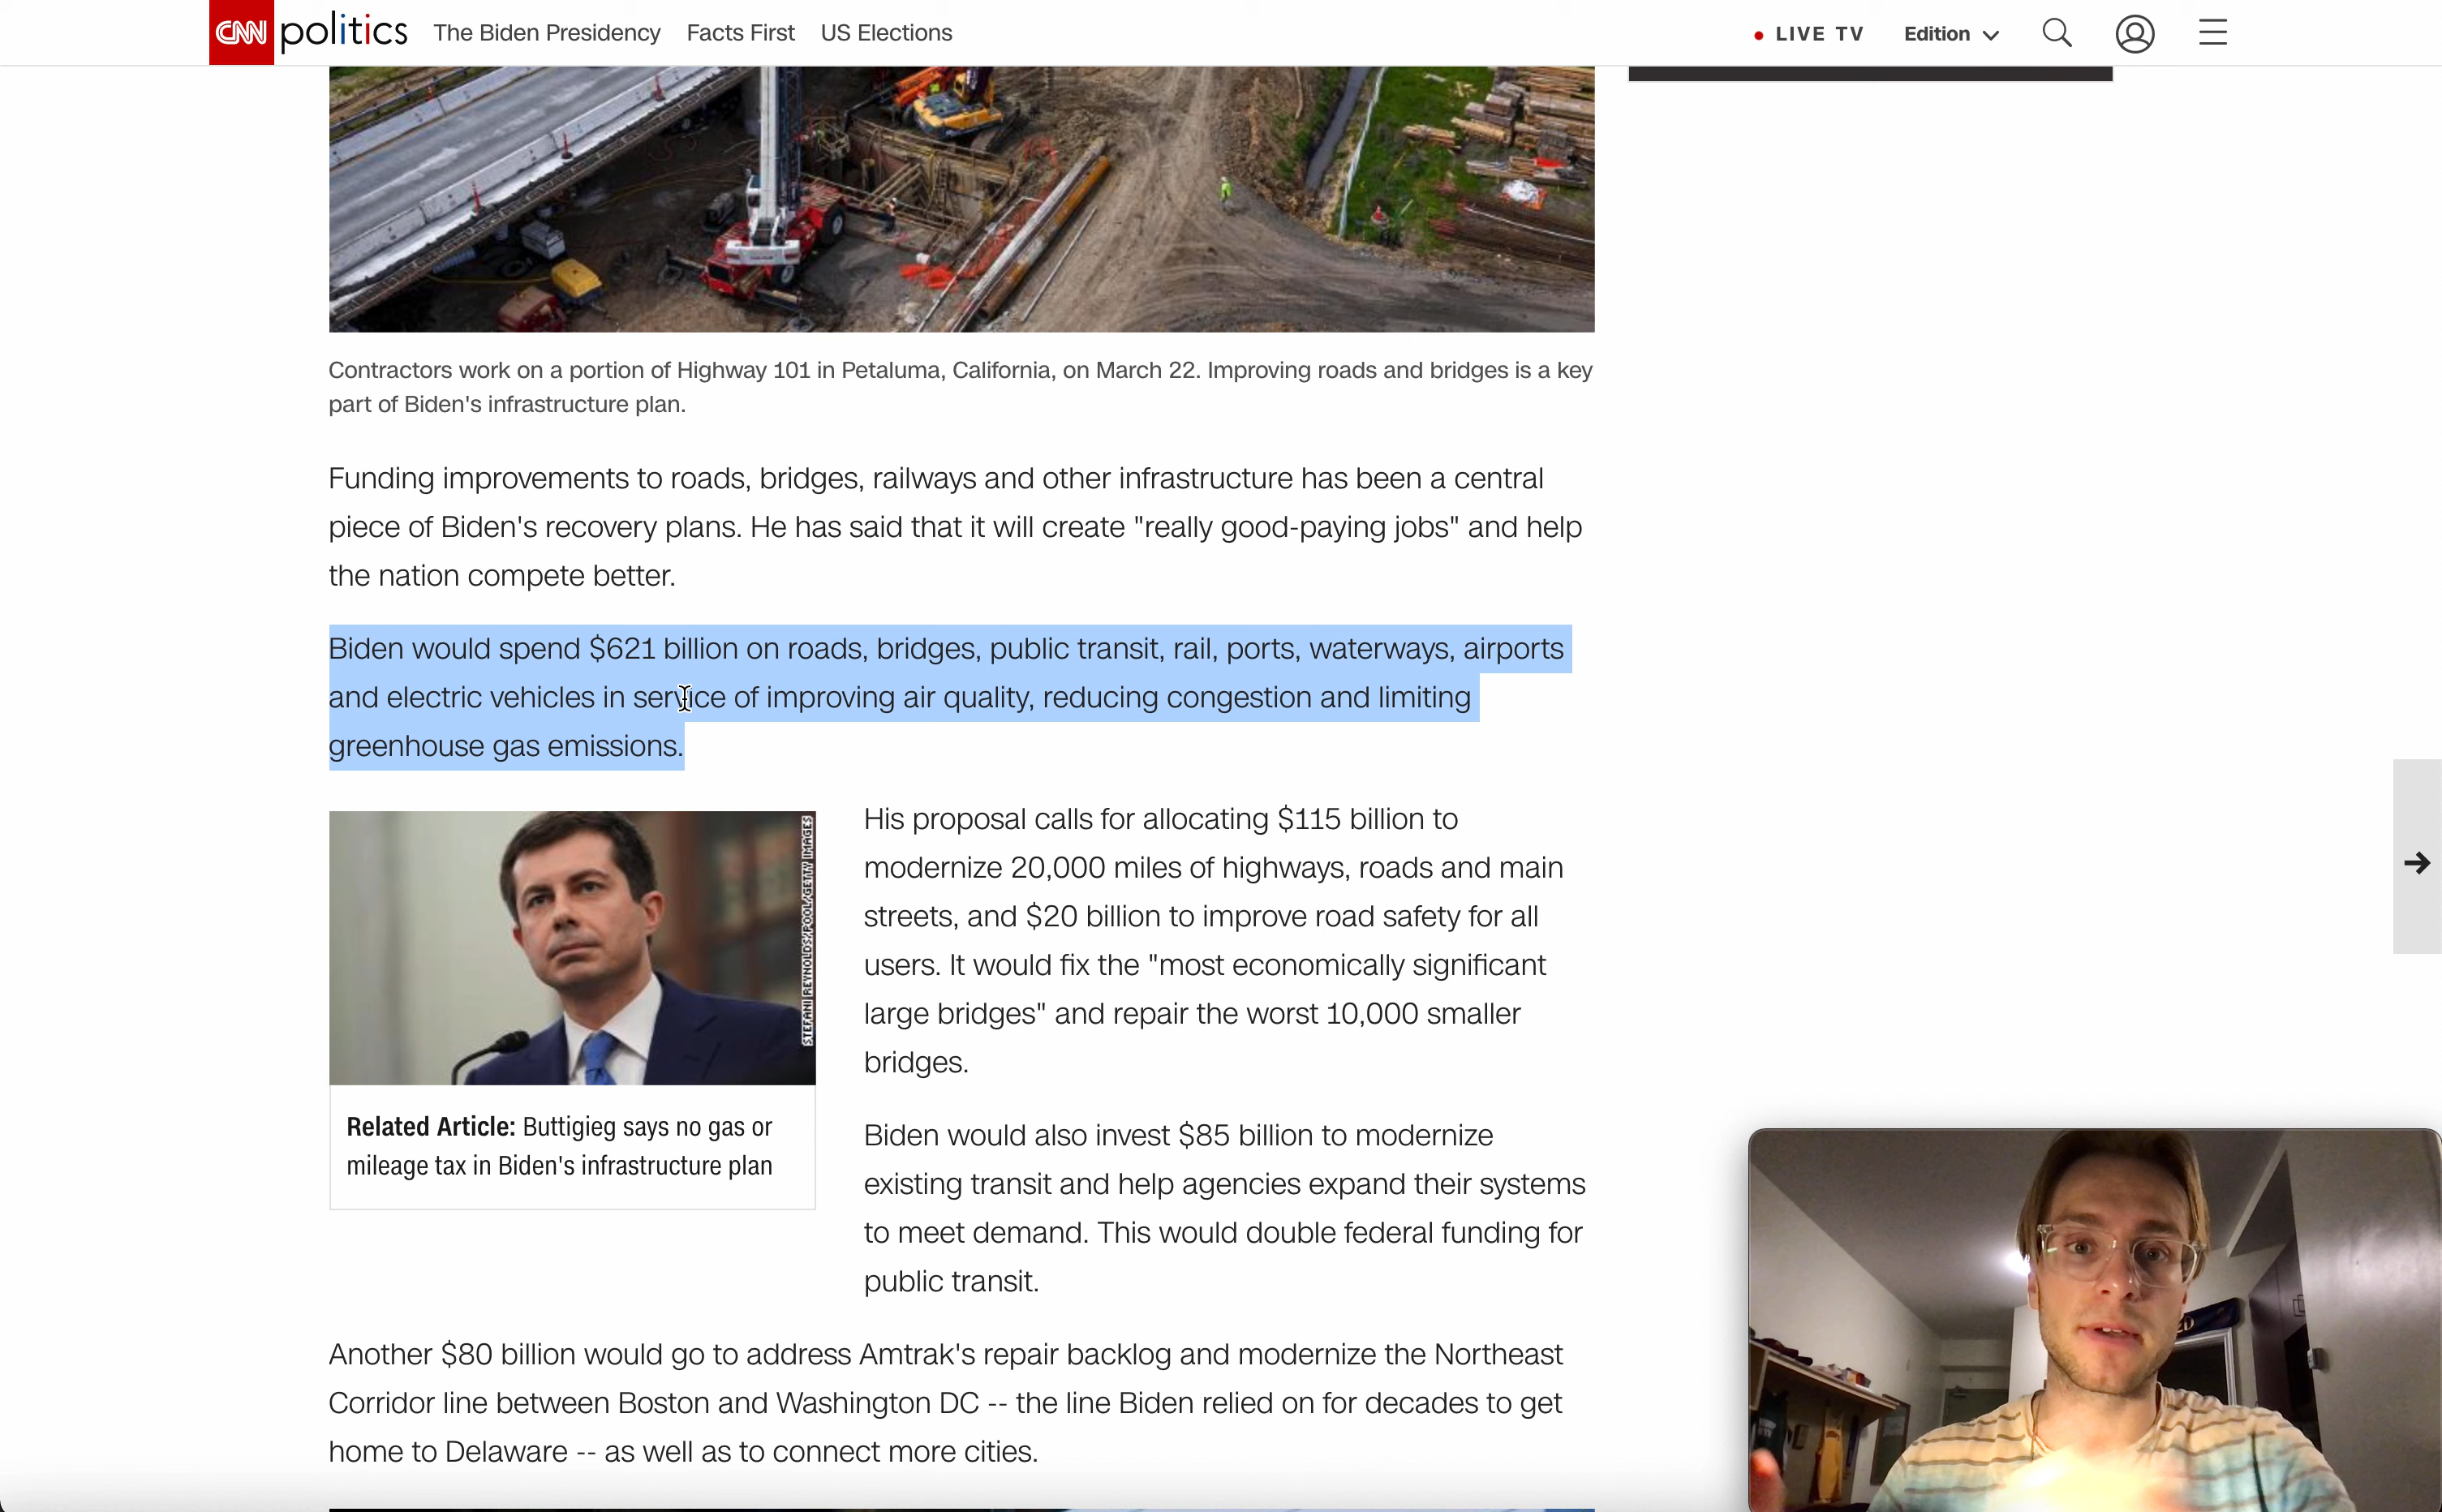 CNN politics The Biden Presidency Facts First US Elections
LIVE TV Edition
Contractors work on a portion of Highway 101 in Petaluma, California, on March 22. Improving roads and bridges is a key
part of Biden's infrastructure plan.
Funding improvements to roads, bridges, railways and other infrastructure has been a central
piece of Biden's recovery plans. He has said that it will create "really good-paying jobs" and help
the nation compete better.
Biden would spend $621 billion on roads, bridges, public transit, rail, ports, waterways, airports
and electric vehicles in service of improving air quality, reducing congestion and limiting
greenhouse gas emissions.
STEFANI REYNOLDS/POOL/GETTY IMAGES
Related Article: Buttigieg says no gas or
mileage tax in Biden's infrastructure plan
His proposal calls for allocating $115 billion to
modernize 20,000 miles of highways, roads and main
streets, and $20 billion to improve road safety for all
users. It would fix the "most economically significant
large bridges" and repair the worst 10,000 smaller
bridges.
Biden would also invest $85 billion to modernize
existing transit and help agencies expand their systems
to meet demand. This would double federal funding for
public transit.
Another $80 billion would go to address Amtrak's repair backlog and modernize the Northeast
Corridor line between Boston and Washington DC -- the line Biden relied on for decades to get
home to Delaware -- as well as to connect more cities.